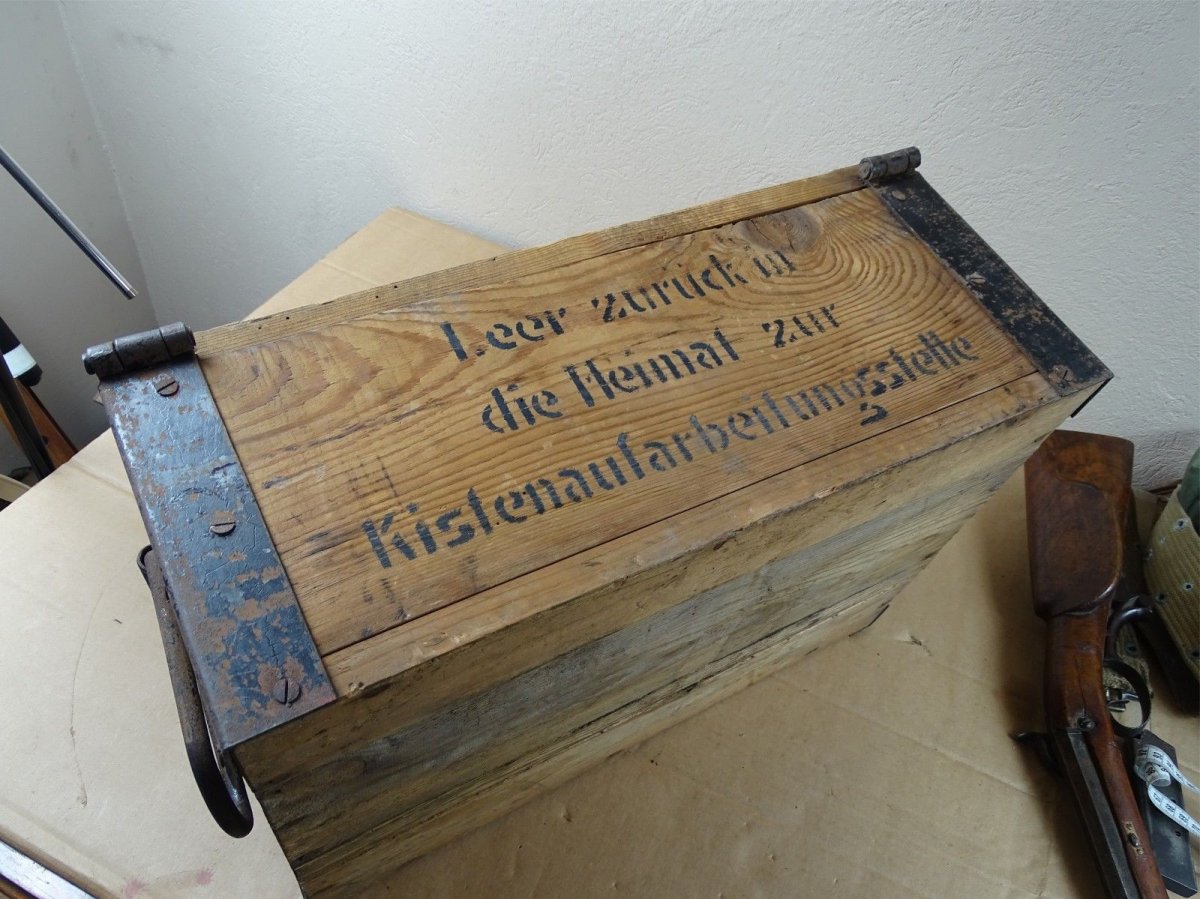 Leer Zurück in
die Heimat zur
Kistenaufarbeitungsstelle
S